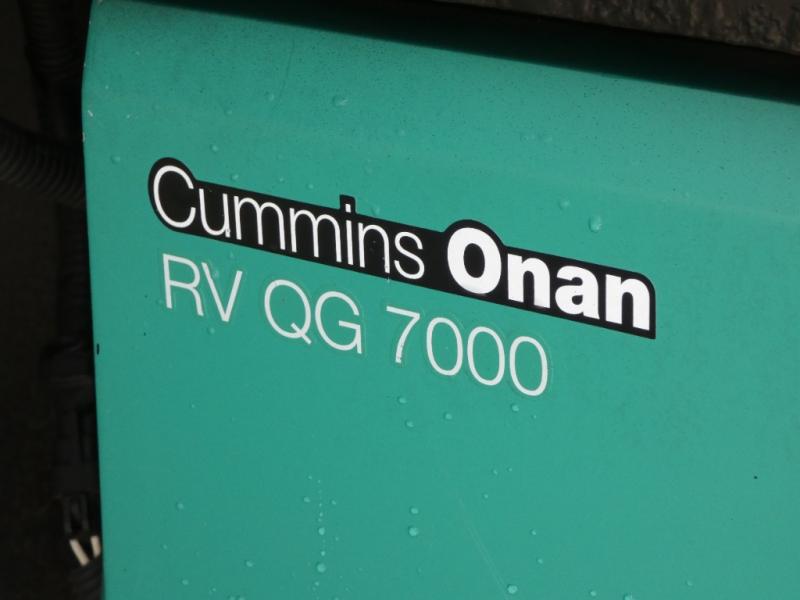 Cummins Onan
RV QG 7000